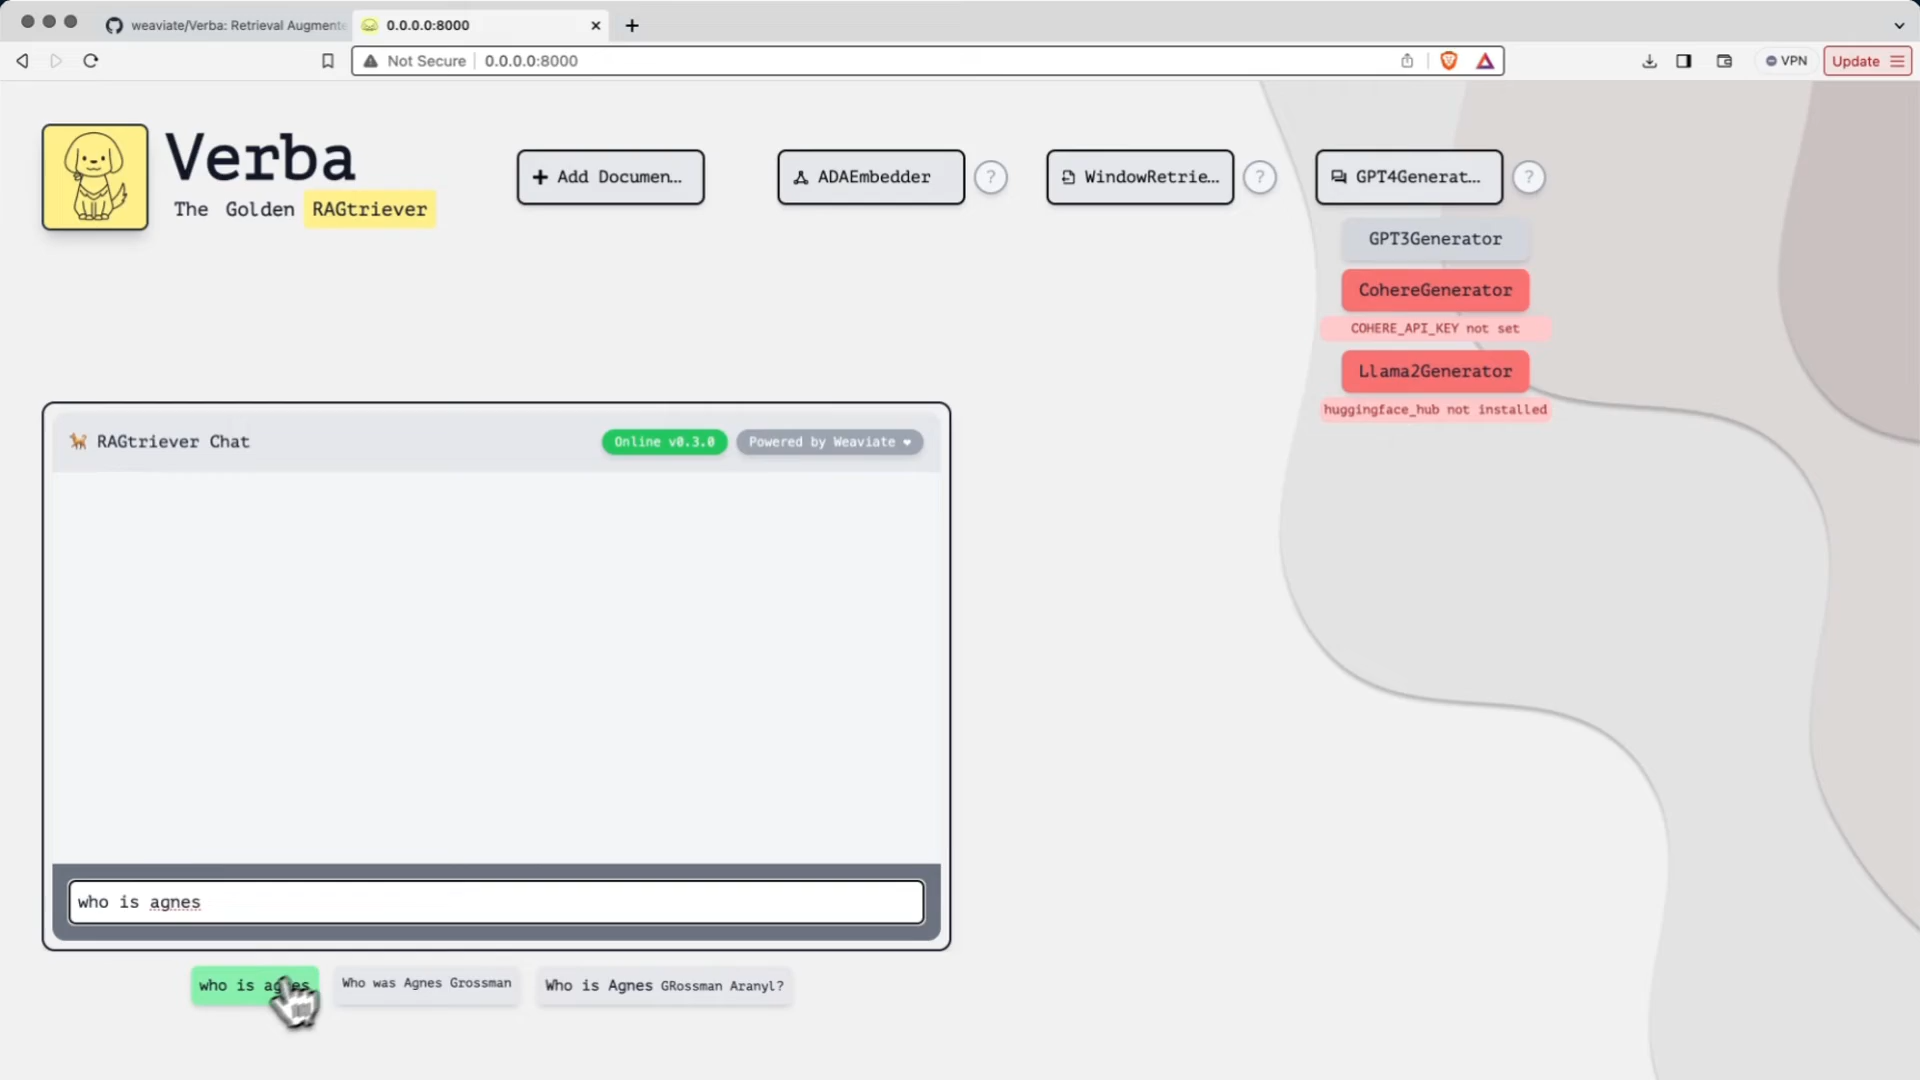 weaviate/Verba: Retrieval Augmente
0.0.0.0:8000
Not Secure
0.0.0.0:8000
VPN
Update
Verba
The Golden RAGtriever
+ Add Documen...
ADAEmbedder
?
WindowRetrie...
?
GPT4Generat...
?
GPT3Generator
CohereGenerator
COHERE_API_KEY not set
Llama2Generator
huggingface_hub not installed
RAGtriever Chat
Online v0.3.0
Powered by Weaviate ♥
who is agnes
who is agnes
Who was Agnes Grossman
Who is Agnes GRossman Aranyl?